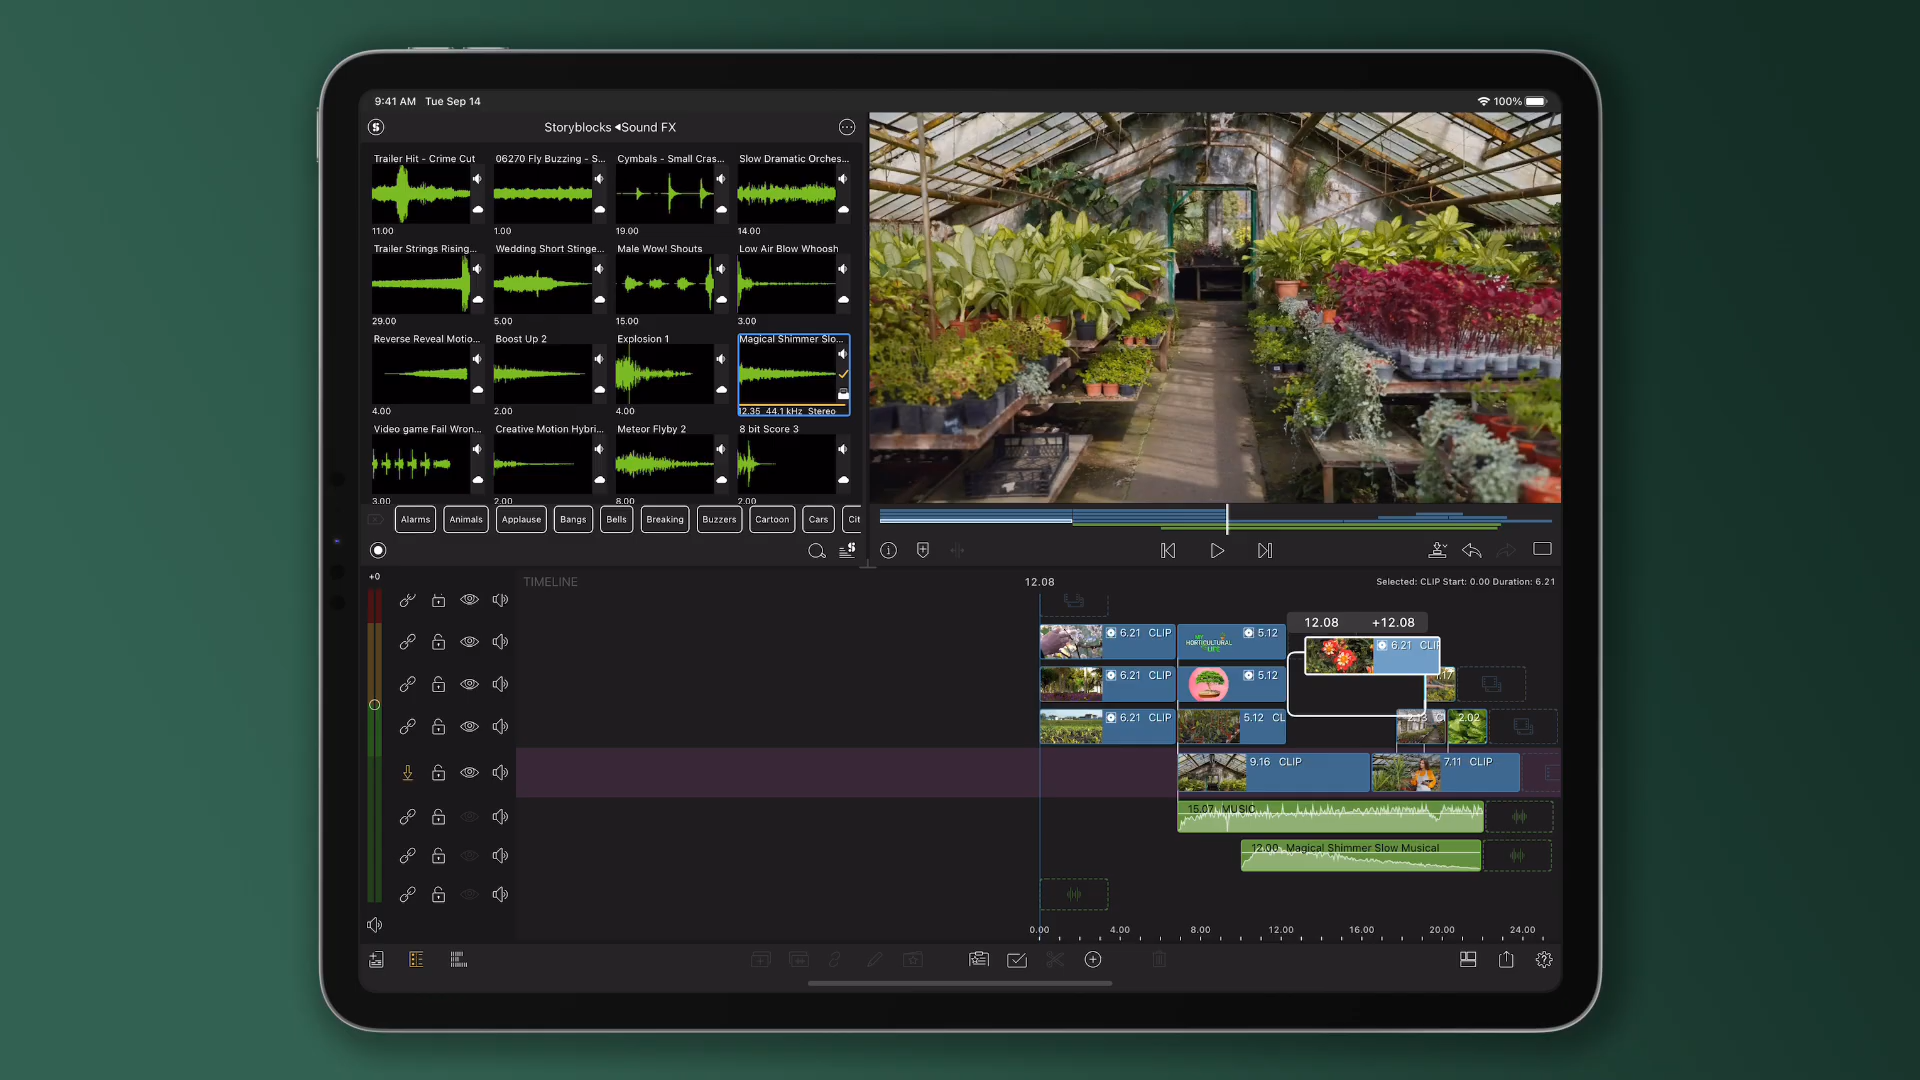 9:41 AM Tue Sep 14
100%
Storyblocks ◂Sound FX
Trailer Hit - Crime Cut
06270 Fly Buzzing - S...
Cymbals - Small Cras...
Slow Dramatic Orches...
11.00
1.00
19.00
14.00
Trailer Strings Rising...
Wedding Short Stinge...
Male Wow! Shouts
Low Air Blow Whoosh
29.00
5.00
15.00
3.00
Reverse Reveal Motio...
Boost Up 2
Explosion 1
Magical Shimmer Slo...
4.00
2.00
4.00
12.35 44.1 kHz Stereo
Video game Fail Wron...
Creative Motion Hybri...
Meteor Flyby 2
8 bit Score 3
3.00
2.00
8.00
2.00
Alarms
Animals
Applause
Bangs
Bells
Breaking
Buzzers
Cartoon
Cars
Cit
+0
TIMELINE
12.08
Selected: CLIP Start: 0.00 Duration: 6.21
12.08 +12.08
6.21 CLIP
MY HORTICULTURAL LIFE
5.12
6.21 CLI
6.21 CLIP
5.12
6.21 CLIP
5.12 CL
2.13
2.02
9.16 CLIP
7.11 CLIP
15.07 MUSIC
12.00 Magical Shimmer Slow Musical
0.00
4.00
8.00
12.00
16.00
20.00
24.00